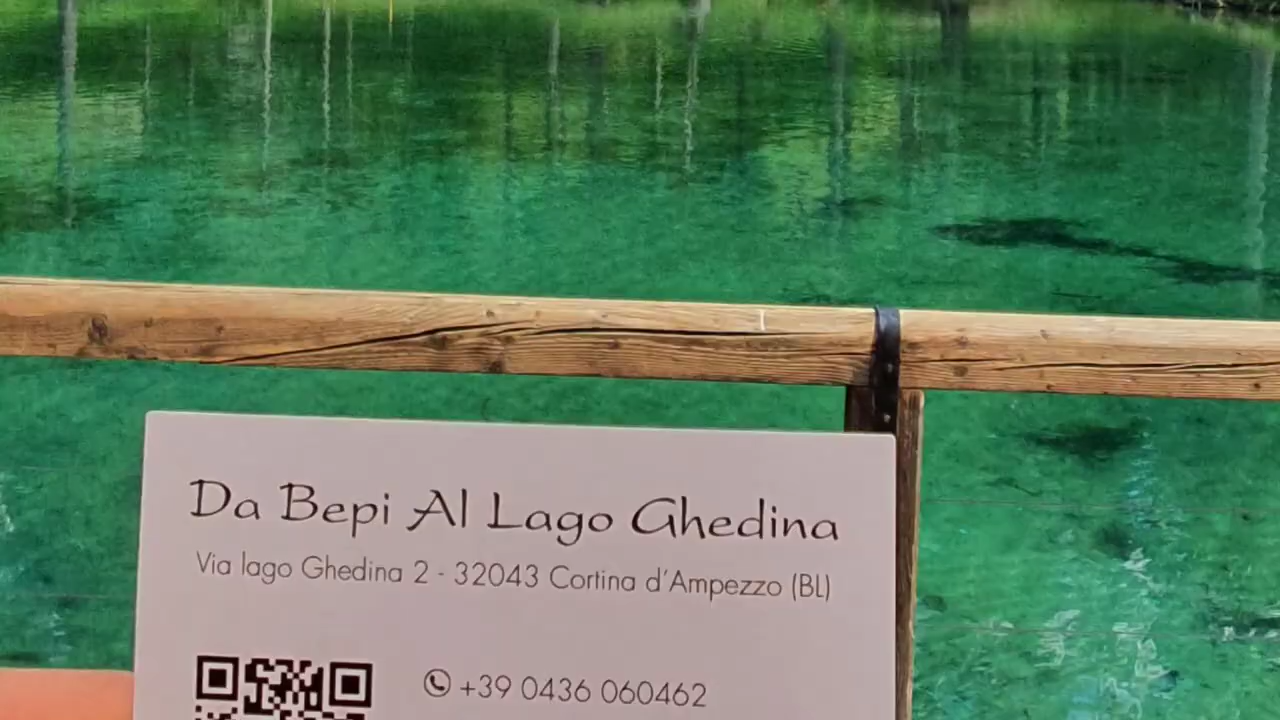 Da Bepi Al Lago Ghedina
Via lago Ghedina 2 - 32043 Cortina d'Ampezzo (BL)
+39 0436 060462